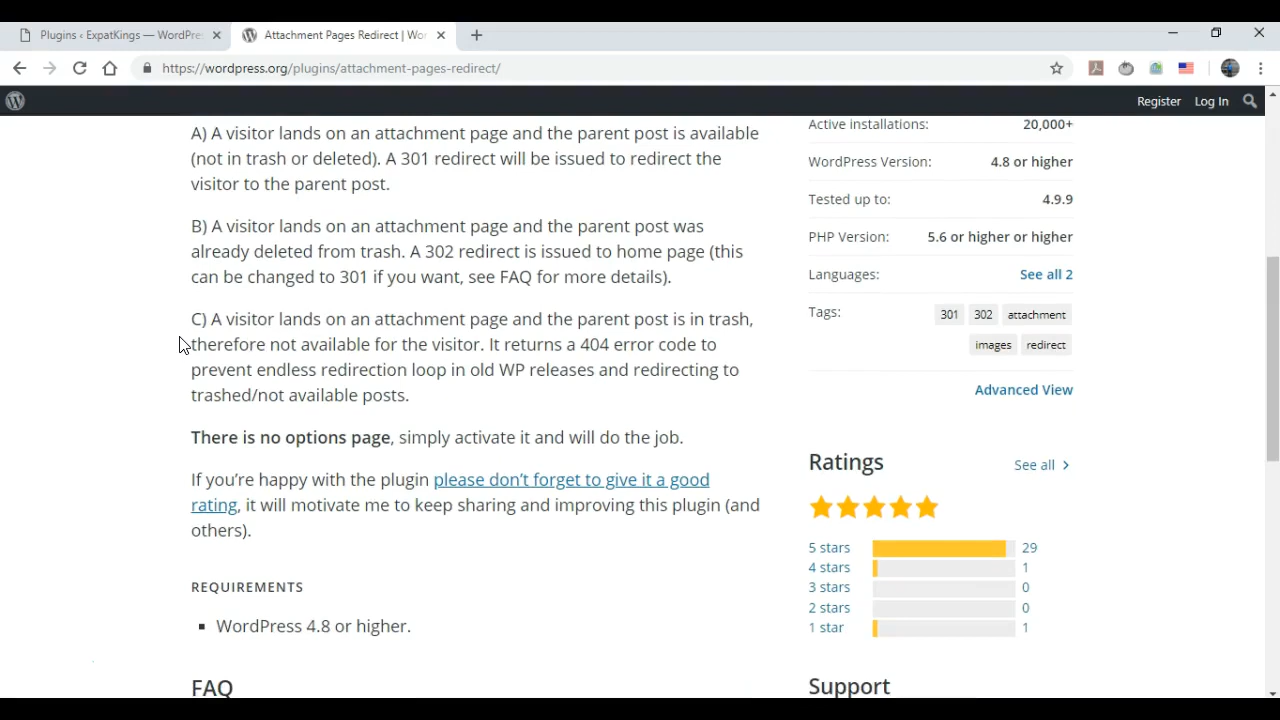 Plugins ‹ ExpatKings — WordPre
Attachment Pages Redirect | Wo
https://wordpress.org/plugins/attachment-pages-redirect/
Register Log In
A) A visitor lands on an attachment page and the parent post is available
(not in trash or deleted). A 301 redirect will be issued to redirect the
visitor to the parent post.
B) A visitor lands on an attachment page and the parent post was
already deleted from trash. A 302 redirect is issued to home page (this
can be changed to 301 if you want, see FAQ for more details).
C) A visitor lands on an attachment page and the parent post is in trash,
therefore not available for the visitor. It returns a 404 error code to
prevent endless redirection loop in old WP releases and redirecting to
trashed/not available posts.
There is no options page, simply activate it and will do the job.
If you’re happy with the plugin please don’t forget to give it a good
rating, it will motivate me to keep sharing and improving this plugin (and
others).
REQUIREMENTS
▪ WordPress 4.8 or higher.
FAQ
Active installations: 20,000+
WordPress Version: 4.8 or higher
Tested up to: 4.9.9
PHP Version: 5.6 or higher or higher
Languages: See all 2
Tags: 301 302 attachment
images redirect
Advanced View
Ratings See all
5 stars 29
4 stars 1
3 stars 0
2 stars 0
1 star 1
Support